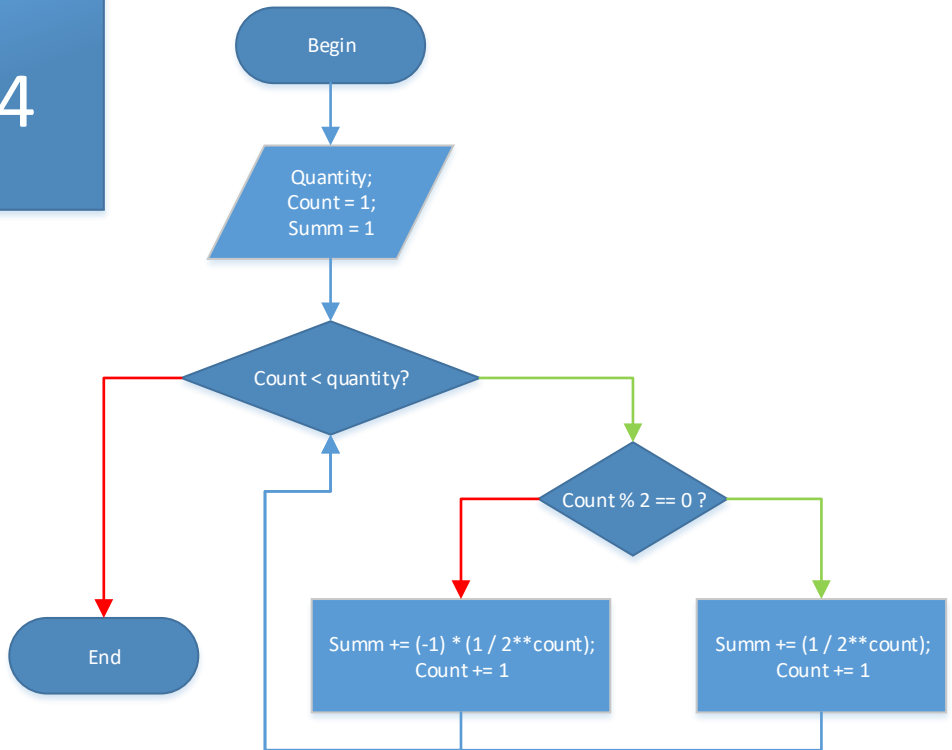 4
Begin
Quantity;
Count = 1;
Summ = 1
Count < quantity?
Count % 2 == 0 ?
Summ += (-1) * (1 / 2**count);
Count += 1
Summ += (1 / 2**count);
Count += 1
End